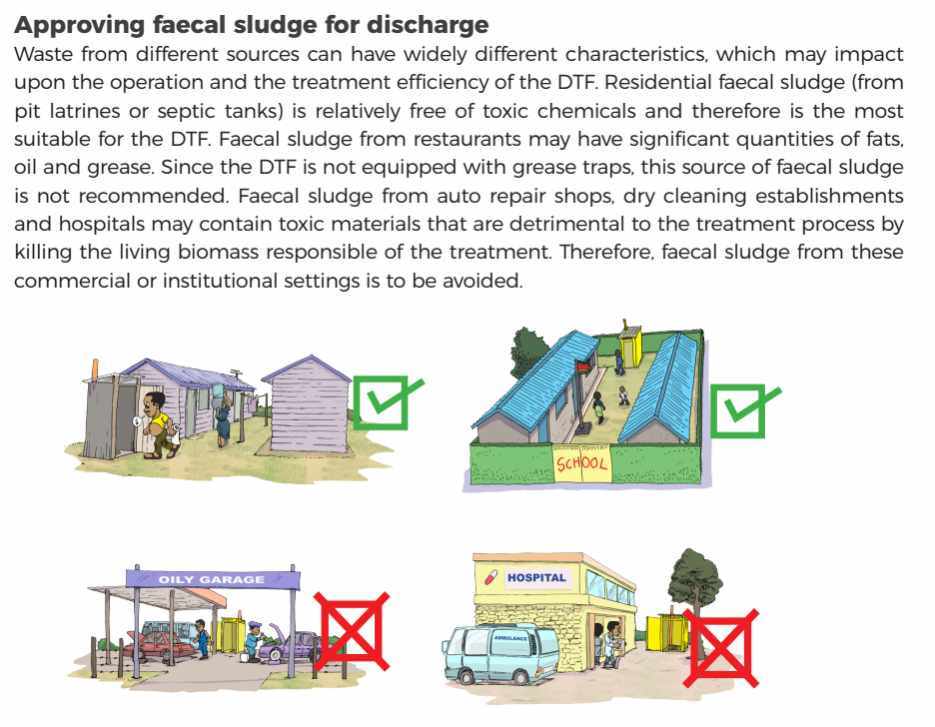 Approving faecal sludge for discharge
Waste from different sources can have widely different characteristics, which may impact
upon the operation and the treatment efficiency of the DTF. Residential faecal sludge (from
pit latrines or septic tanks) is relatively free of toxic chemicals and therefore is the most
suitable for the DTF. Faecal sludge from restaurants may have significant quantities of fats,
oil and grease. Since the DTF is not equipped with grease traps, this source of faecal sludge
is not recommended. Faecal sludge from auto repair shops, dry cleaning establishments
and hospitals may contain toxic materials that are detrimental to the treatment process by
killing the living biomass responsible of the treatment. Therefore, faecal sludge from these
commercial or institutional settings is to be avoided.
SCHOOL
OILY GARAGE
HOSPITAL
AMBULANCE